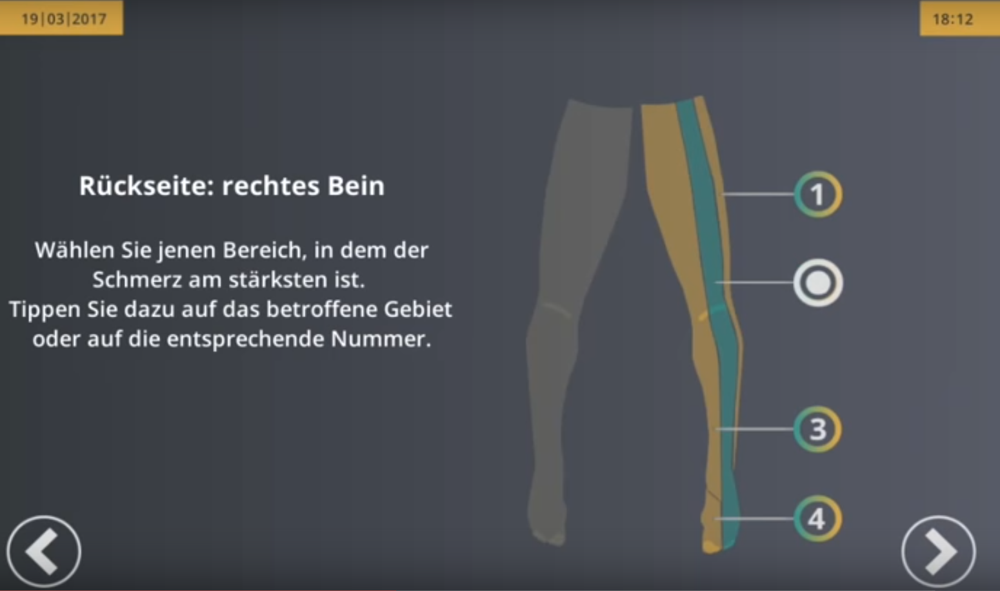 19|03|2017
18:12
Rückseite: rechtes Bein
Wählen Sie jenen Bereich, in dem der
Schmerz am stärksten ist.
Tippen Sie dazu auf das betroffene Gebiet
oder auf die entsprechende Nummer.
1
3
4